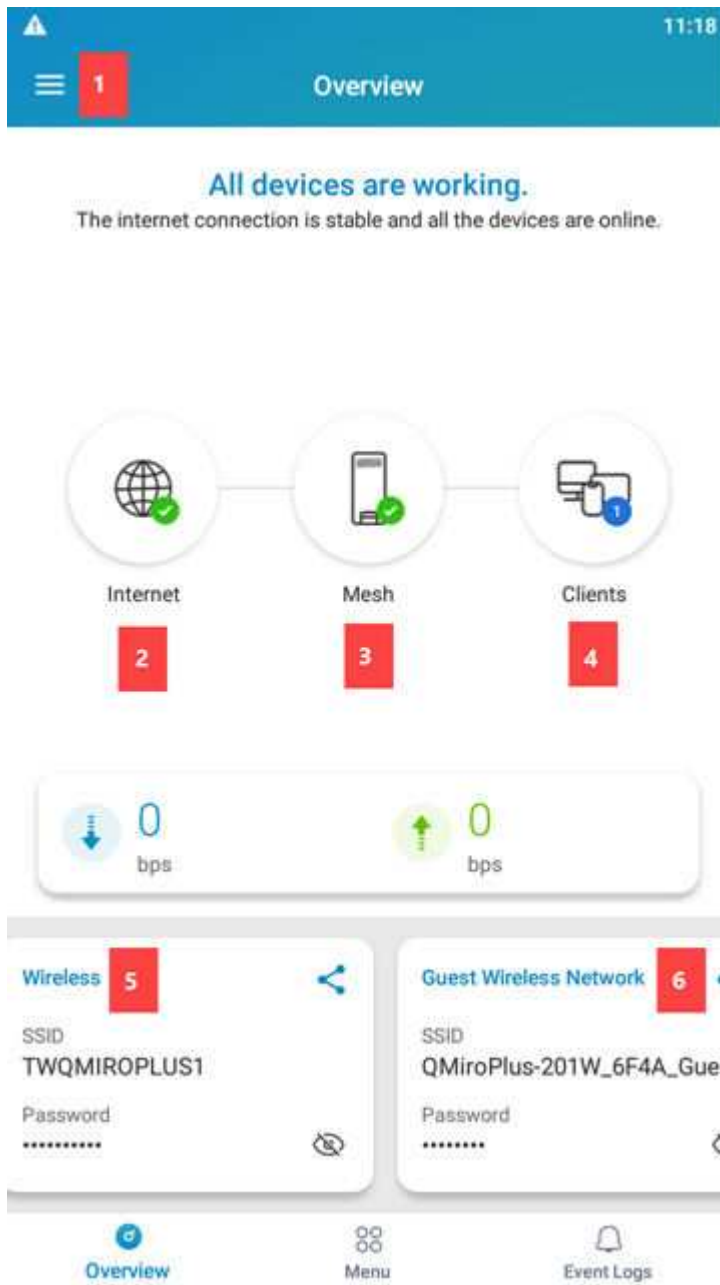 11:18
1
Overview
All devices are working.
The internet connection is stable and all the devices are online.
1
Internet
Mesh
Clients
2
3
4
0
bps
0
bps
Wireless
5
SSID
TWQMIROPLUS1
Password
••••••••••
Guest Wireless Network
6
SSID
QMiroPlus-201W_6F4A_Gue
Password
••••••••
Overview
Menu
Event Logs